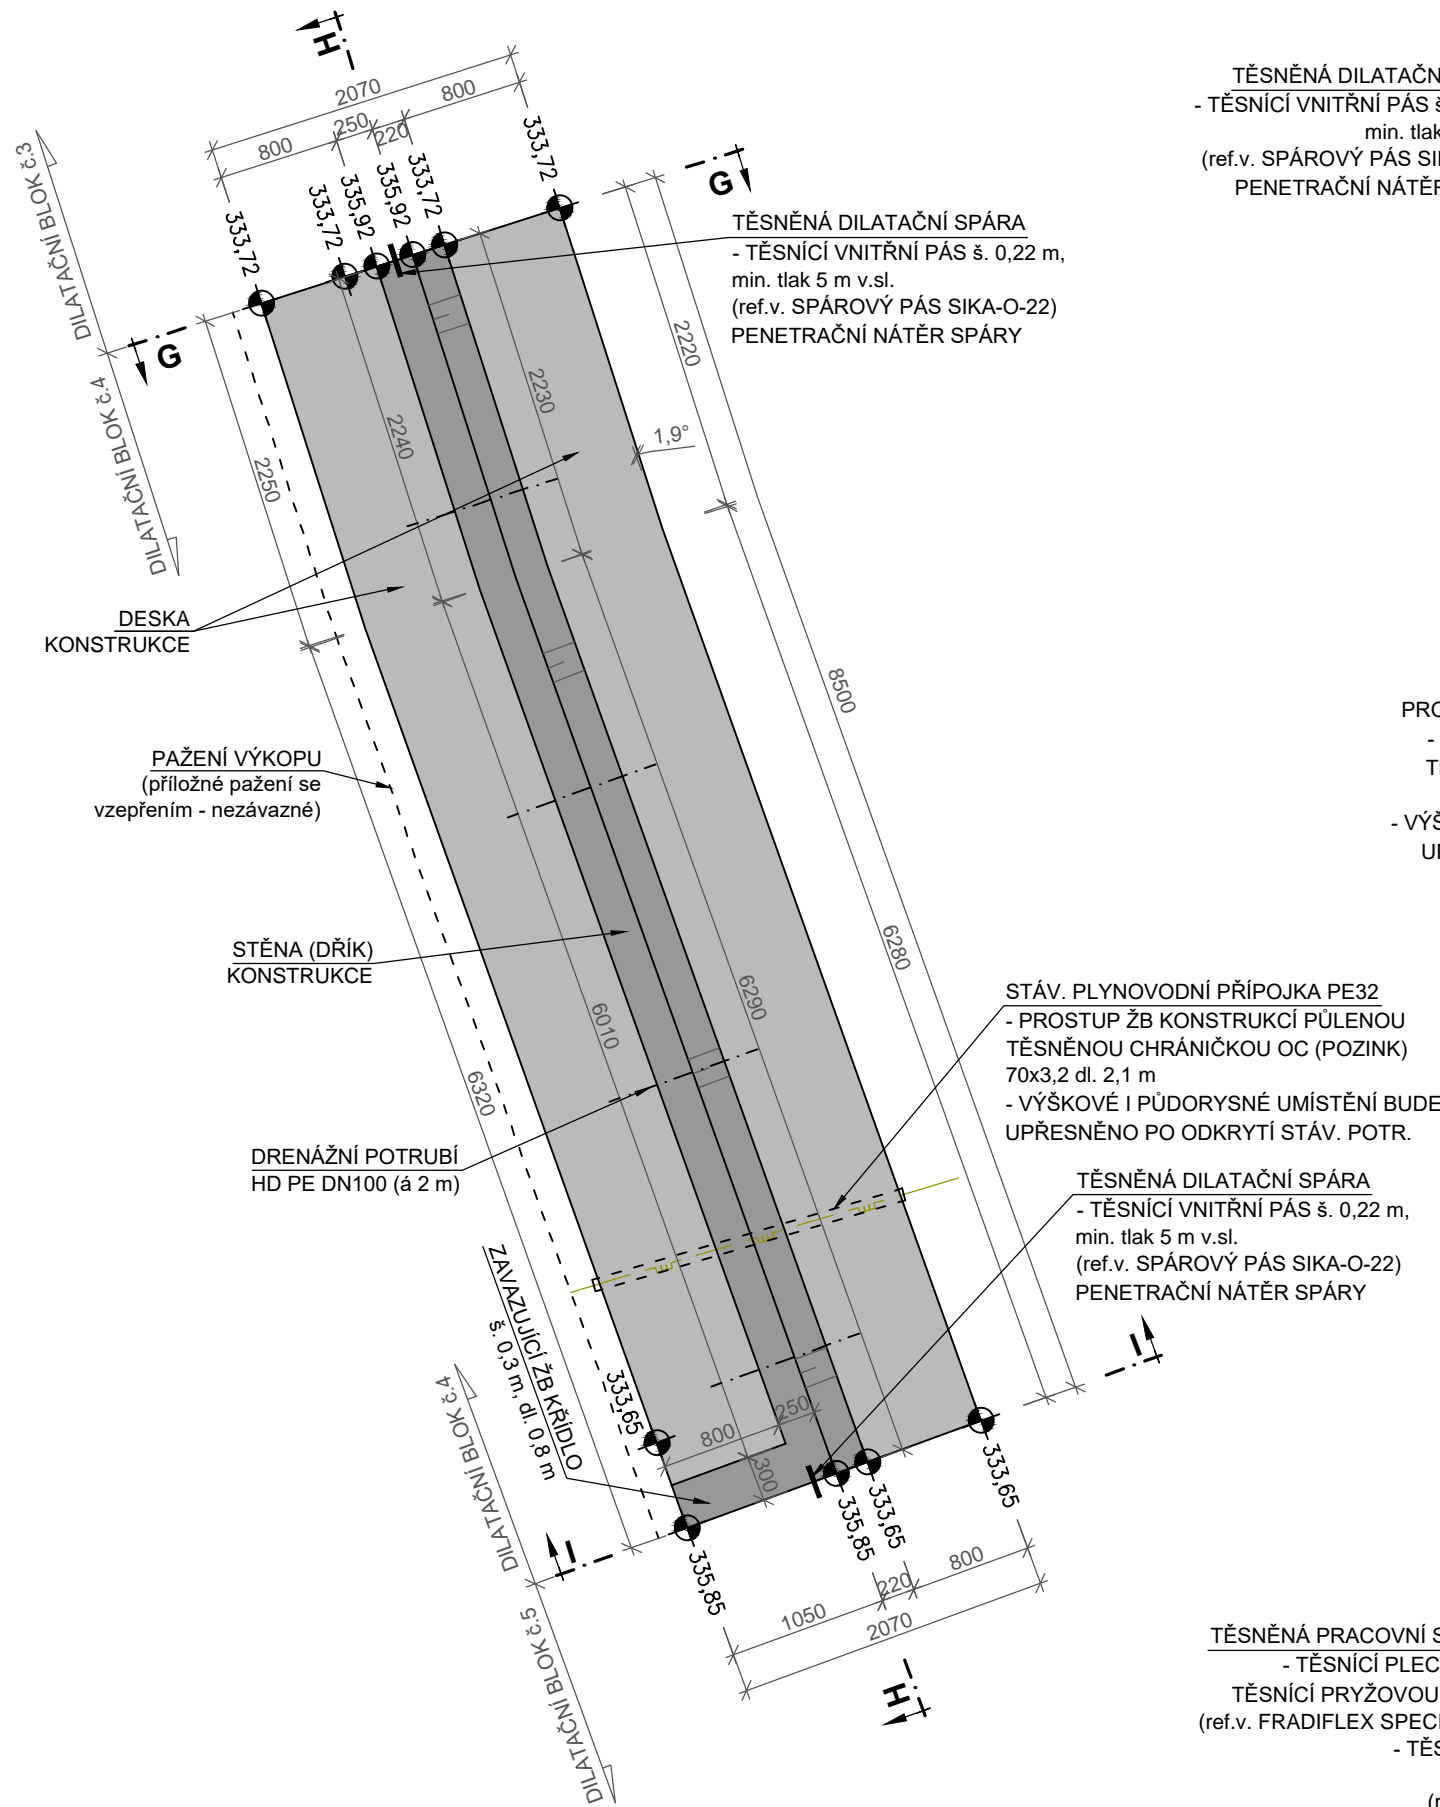 H
2070
800
250
220
800
333,72
333,72
335,92
335,92
333,72
333,72
G
G
DILATAČNÍ BLOK č.3
DILATAČNÍ BLOK č.4
TĚSNĚNÁ DILATAČNÍ SPÁRA
- TĚSNÍCÍ VNITŘNÍ PÁS š. 0,22 m,
min. tlak 5 m v.sl.
(ref.v. SPÁROVÝ PÁS SIKA-O-22)
PENETRAČNÍ NÁTĚR SPÁRY
TĚSNĚNÁ DILATAČN
- TĚSNÍCÍ VNITŘNÍ PÁS
min. tlak
(ref.v. SPÁROVÝ PÁS
PENETRAČNÍ NÁTĚR
2250
2240
2230
2220
1,9°
8500
DESKA
KONSTRUKCE
PAŽENÍ VÝKOPU
(příložné pažení se
vzepřením - nezávazné)
STĚNA (DŘÍK)
KONSTRUKCE
6320
6010
6290
6280
DRENÁŽNÍ POTRUBÍ
HD PE DN100 (á 2 m)
PRO
-
- VÝŠ
STÁV. PLYNOVODNÍ PŘÍPOJKA PE32
- PROSTUP ŽB KONSTRUKCÍ PŮLENOU
TĚSNĚNOU CHRÁNIČKOU OC (POZINK)
70x3,2 dl. 2,1 m
- VÝŠKOVÉ I PŮDORYSNÉ UMÍSTĚNÍ BUDE
UPŘESNĚNO PO ODKRYTÍ STÁV. POTR.
TĚSNĚNÁ DILATAČNÍ SPÁRA
- TĚSNÍCÍ VNITŘNÍ PÁS š. 0,22 m,
min. tlak 5 m v.sl.
(ref.v. SPÁROVÝ PÁS SIKA-O-22)
PENETRAČNÍ NÁTĚR SPÁRY
ZAVAZUJÍCÍ ŽB KŘÍDLO
š. 0,3 m, dl. 0,8 m
333,65
800
250
300
I
I
DILATAČNÍ BLOK č.4
DILATAČNÍ BLOK č.5
335,85
335,85
333,65
333,65
1050
220
800
2070
H
TĚSNĚNÁ PRACOVNÍ S
- TĚSNÍCÍ PLEC
TĚSNÍCÍ PRYŽOVOU
(ref.v. FRADIFLEX SPECI
- TĚS